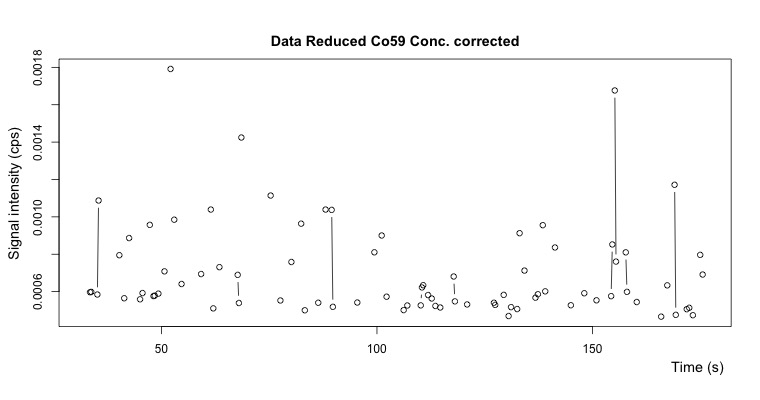 Data Reduced Co59 Conc. corrected
Signal intensity (cps)
0.0018
0.0014
0.0010
0.0006
50
100
150
Time (s)